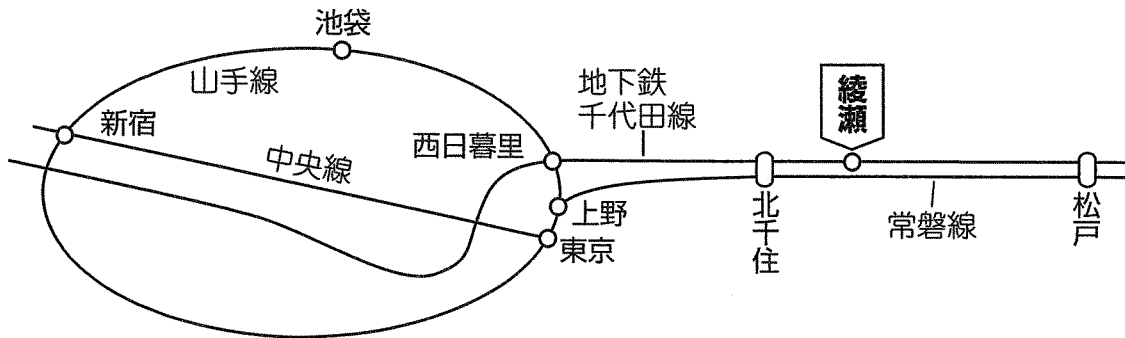 池袋
山手線
新宿
中央線
西日暮里
地下鉄
千代田線
綾瀬
上野
東京
北千住
常磐線
松戸